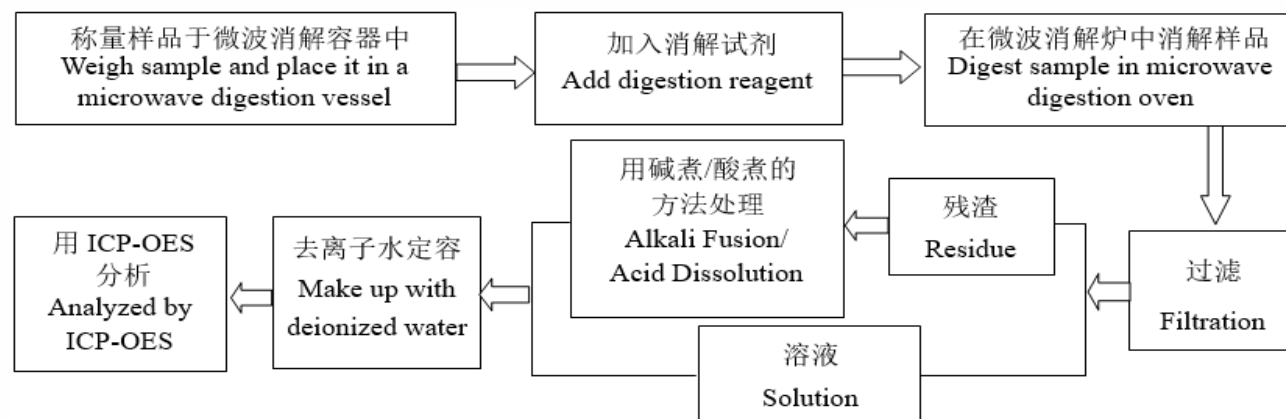 称量样品于微波消解容器中
Weigh sample and place it in a
microwave digestion vessel
加入消解试剂
Add digestion reagent
在微波消解炉中消解样品
Digest sample in microwave
digestion oven
过滤
Filtration
残渣
Residue
用碱煮/酸煮的
方法处理
Alkali Fusion/
Acid Dissolution
溶液
Solution
去离子水定容
Make up with
deionized water
用 ICP-OES
分析
Analyzed by
ICP-OES